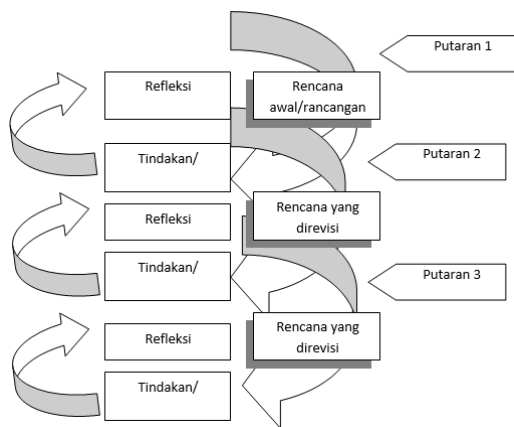 Putaran 1
Refleksi
Rencana
awal/rancangan
Putaran 2
Tindakan/
Rencana yang
direvisi
Refleksi
Putaran 3
Tindakan/
Rencana yang
direvisi
Refleksi
Tindakan/